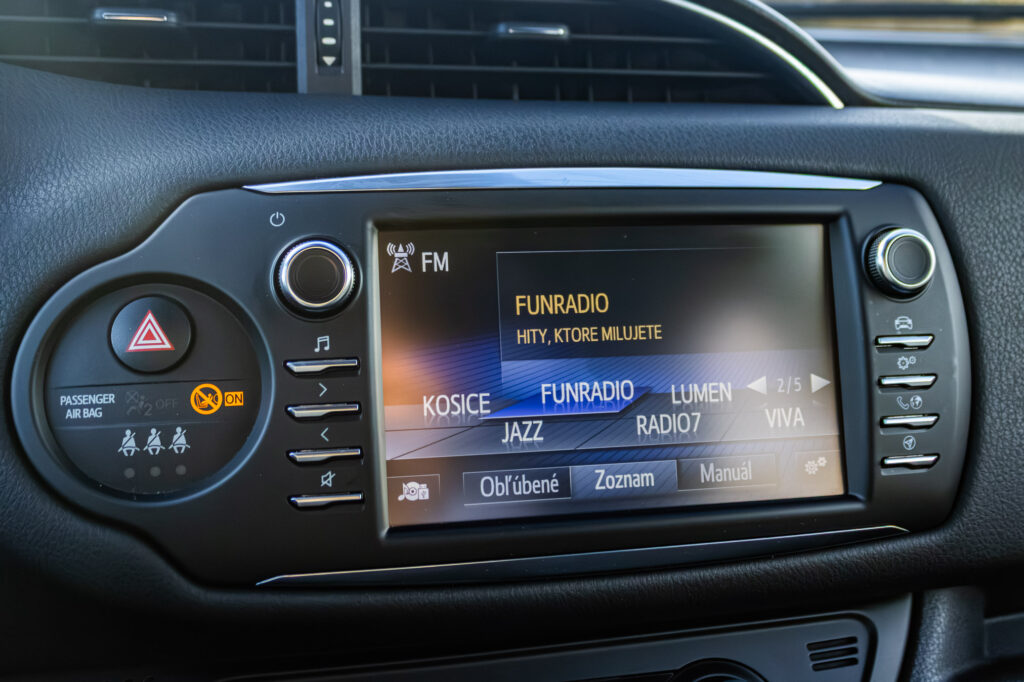 FM
FUNRADIO
HITY, KTORE MILUJETE
KOSICE
FUNRADIO
LUMEN
2/5
JAZZ
RADIO7
VIVA
Obľúbené
Zoznam
Manuál
PASSENGER
AIR BAG
2 OFF
ON